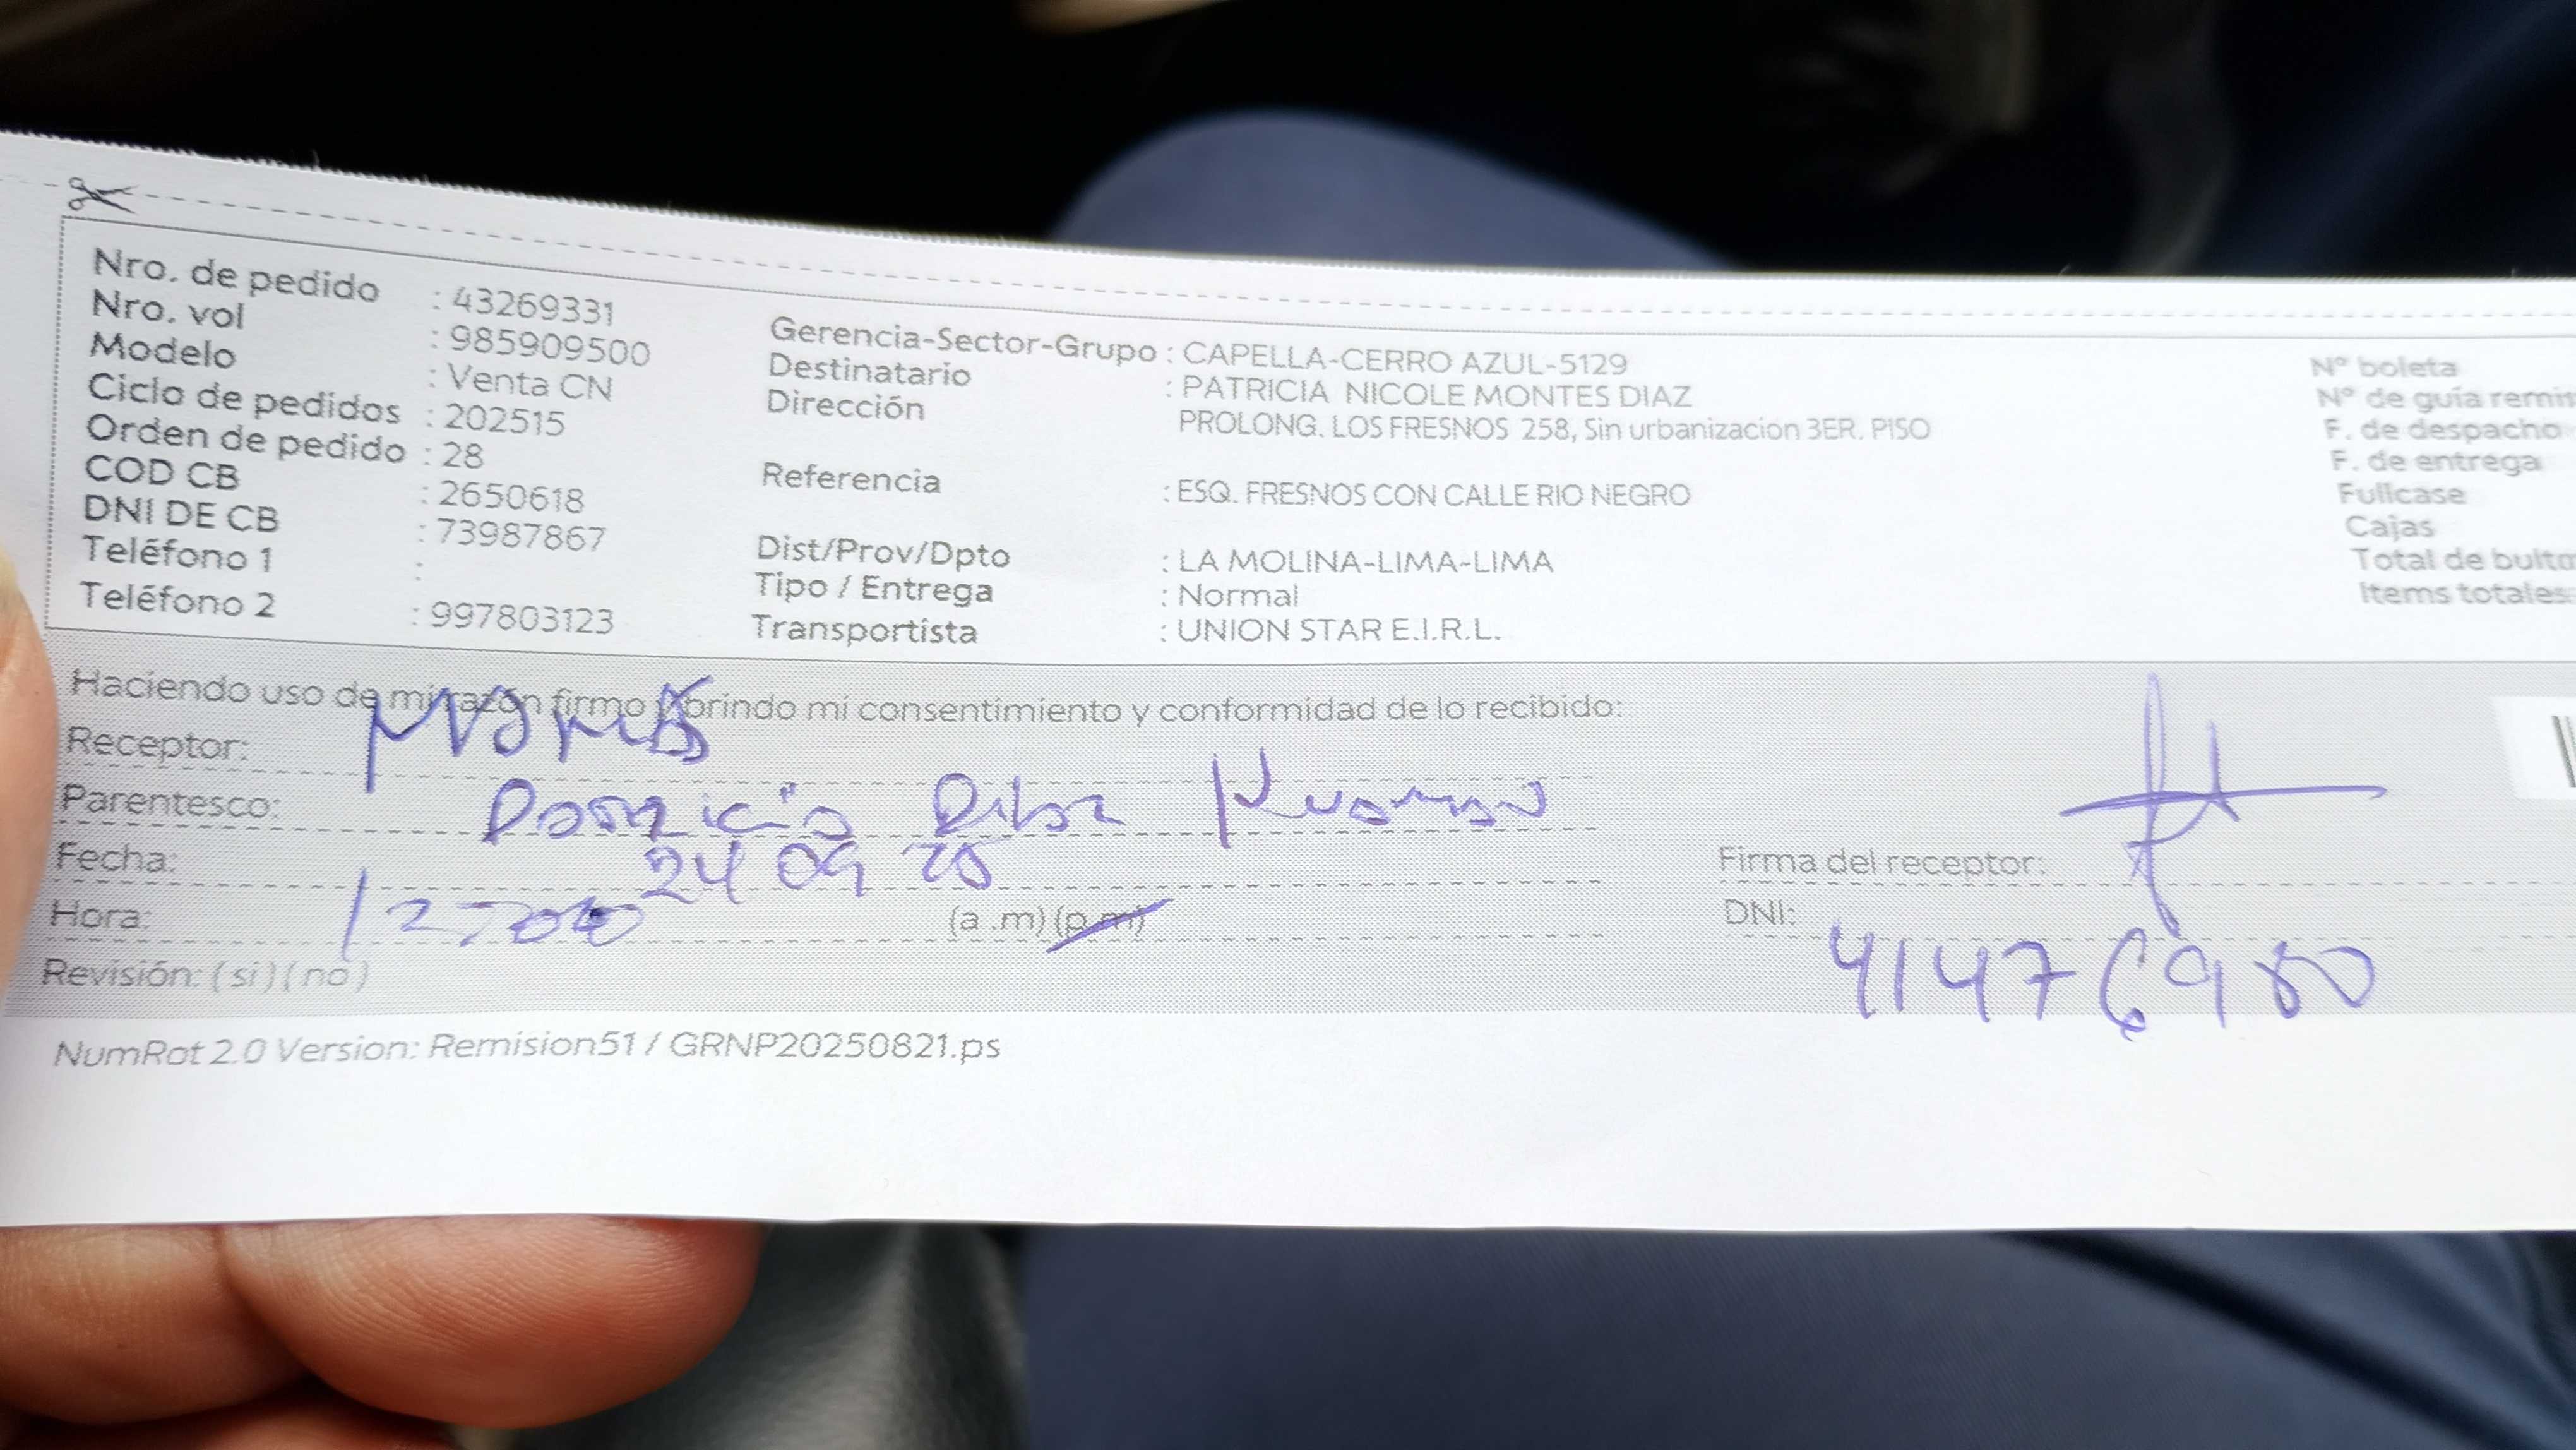 Nro. de pedido : 43269331
Nro. vol : 985909500
Modelo : Venta CN
Ciclo de pedidos : 202515
Orden de pedido : 28
COD CB : 2650618
DNI DE CB : 73987867
Teléfono 1 :
Teléfono 2 : 997803123
Gerencia-Sector-Grupo : CAPELLA-CERRO AZUL-5129
Destinatario : PATRICIA NICOLE MONTES DIAZ
Dirección PROLONG. LOS FRESNOS 258, Sin urbanizacion 3ER. PISO
Referencia : ESQ. FRESNOS CON CALLE RIO NEGRO
Dist/Prov/Dpto : LA MOLINA-LIMA-LIMA
Tipo / Entrega : Normal
Transportista : UNION STAR E.I.R.L.
Nº boleta
Nº de guía remis
F. de despacho
F. de entrega
Fullcase
Cajas
Total de bulto
Items totales:
Haciendo uso de mi razón firmo y brindo mi consentimiento y conformidad de lo recibido:
Receptor:
Parentesco:
Fecha: 24 09 25
Hora: (a .m) (p.m)
Revisión: ( si ) ( no )
Firma del receptor:
DNI: 41476980
NumRot 2.0 Version: Remision51 / GRNP20250821.ps